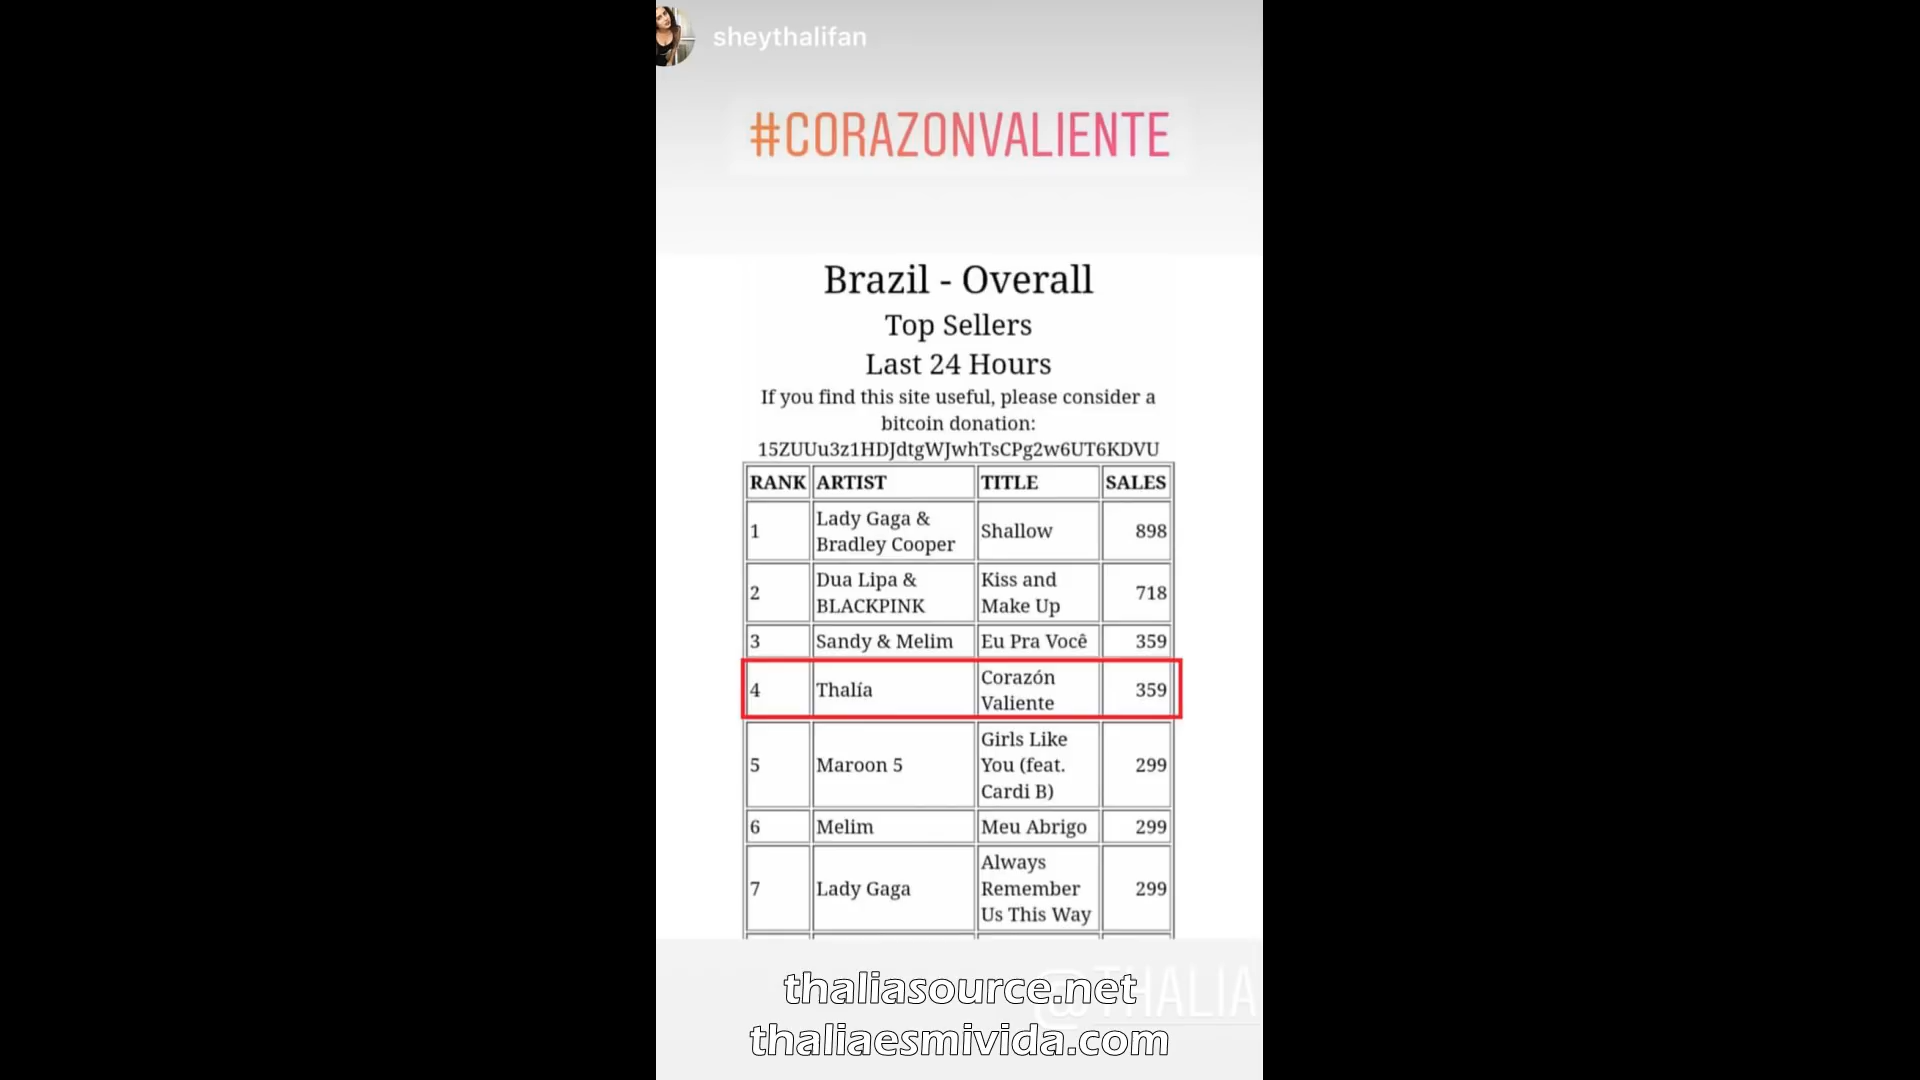 sheythalifan
#CORAZONVALIENTE
Brazil - Overall
Top Sellers
Last 24 Hours
If you find this site useful, please consider a
bitcoin donation:
15ZUUu3z1HDJdtgWJwhTsCPg2w6UT6KDVU
RANK ARTIST TITLE SALES
1 Lady Gaga & Bradley Cooper Shallow 898
2 Dua Lipa & BLACKPINK Kiss and Make Up 718
3 Sandy & Melim Eu Pra Você 359
4 Thalía Corazón Valiente 359
5 Maroon 5 Girls Like You (feat. Cardi B) 299
6 Melim Meu Abrigo 299
7 Lady Gaga Always Remember Us This Way 299
@THALIA
thaliasource.net
thaliaesmivida.com